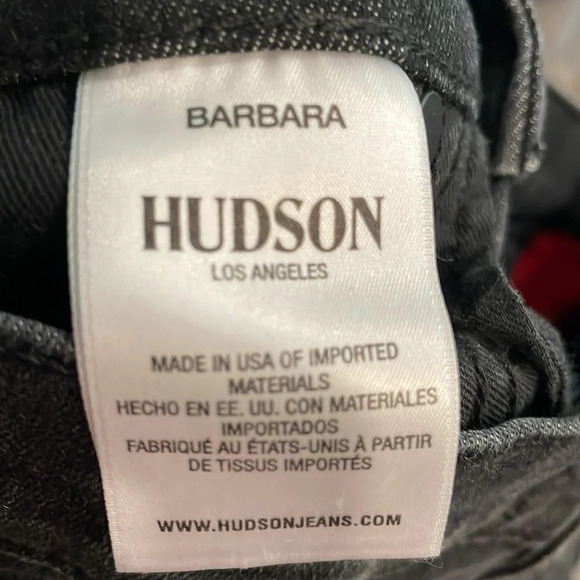 BARBARA
HUDSON
LOS ANGELES
MADE IN USA OF IMPORTED
MATERIALS
HECHO EN EE. UU. CON MATERIALES
IMPORTADOS
FABRIQUÉ AU ÉTATS-UNIS À PARTIR
DE TISSUS IMPORTÉS
WWW.HUDSONJEANS.COM